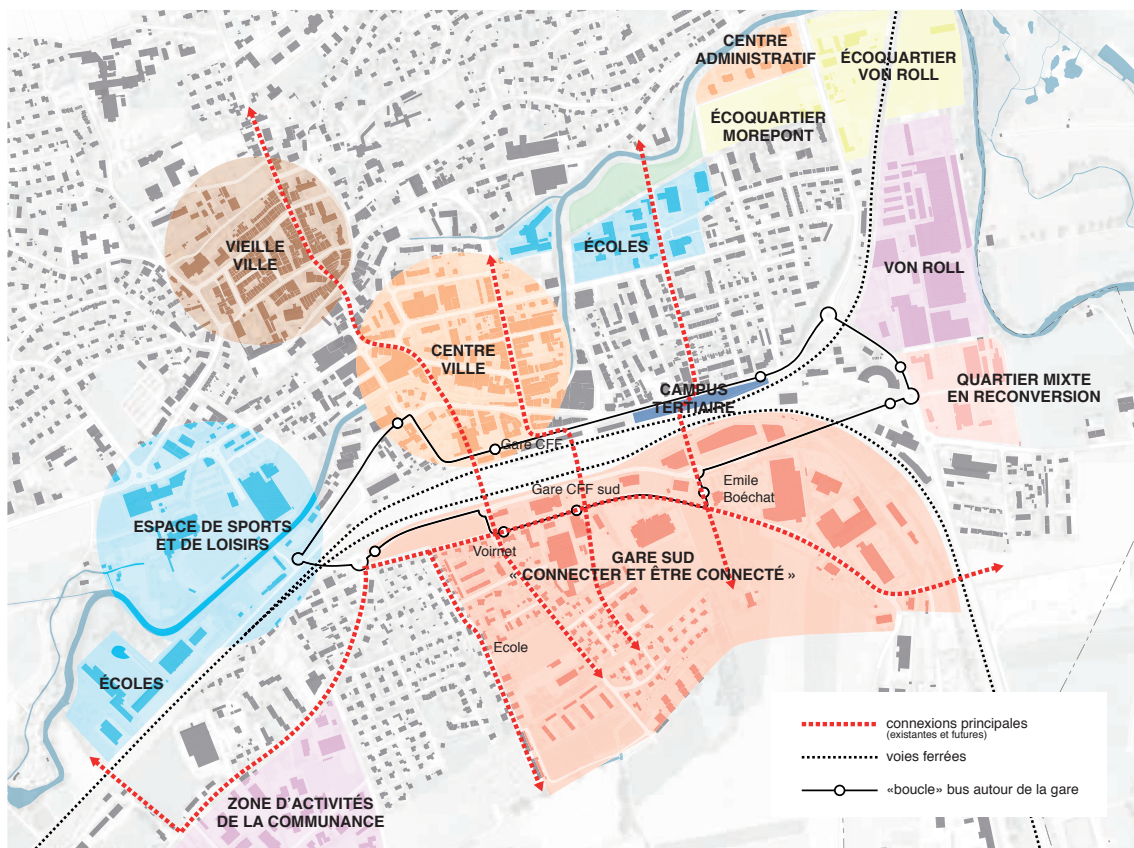 CENTRE
ADMINISTRATIF
ÉCOQUARTIER
VON ROLL
ÉCOQUARTIER
MOREPONT
VIEILLE
VILLE
ÉCOLES
VON ROLL
CENTRE
VILLE
CAMPUS
TERTIAIRE
QUARTIER MIXTE
EN RECONVERSION
Gare CFF
Gare CFF sud
Emile
Boéchat
ESPACE DE SPORTS
ET DE LOISIRS
Voirnet
GARE SUD
« CONNECTER ET ÊTRE CONNECTÉ »
Ecole
ÉCOLES
ZONE D'ACTIVITÉS
DE LA COMMUNANCE
connexions principales
(existantes et futures)
voies ferrées
«boucle» bus autour de la gare